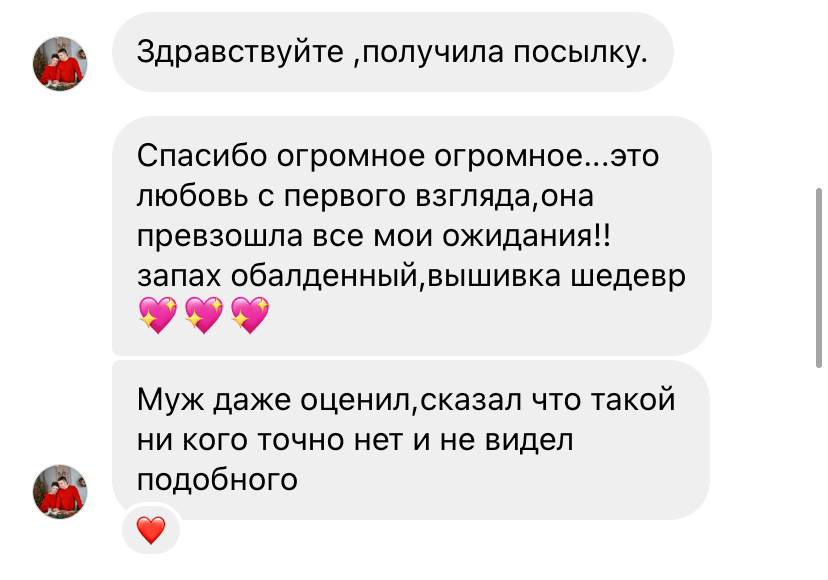 Здравствуйте ,получила посылку.
Спасибо огромное огромное...это
любовь с первого взгляда,она
превзошла все мои ожидания!!
запах обалденный,вышивка шедевр
💖💖💖
Муж даже оценил,сказал что такой
ни кого точно нет и не видел
подобного
❤️